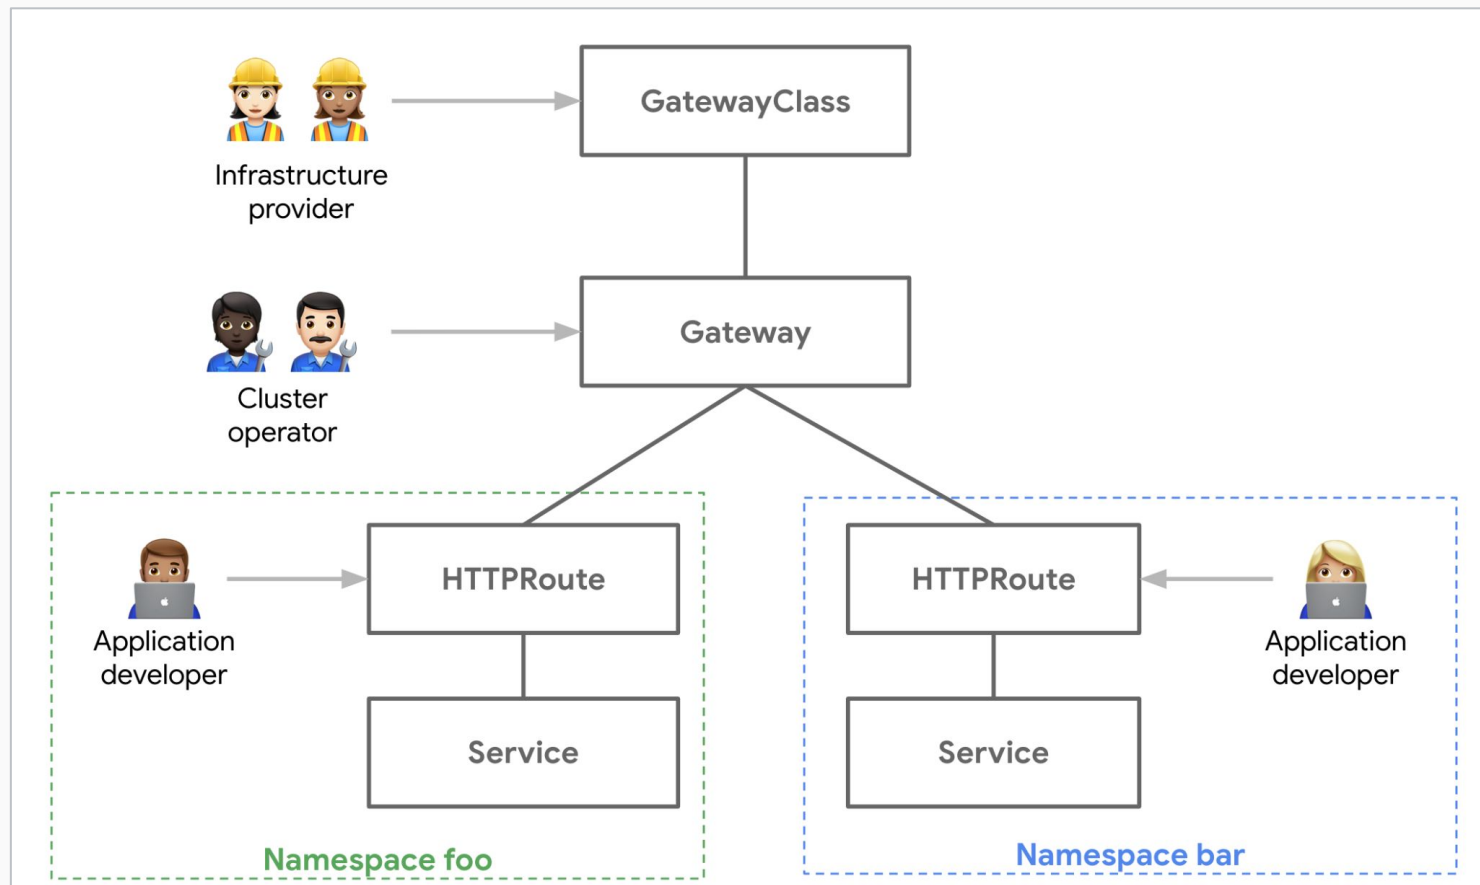 GatewayClass
Infrastructure
provider
Gateway
Cluster
operator
HTTPRoute
Application
developer
Service
Namespace foo
HTTPRoute
Application
developer
Service
Namespace bar